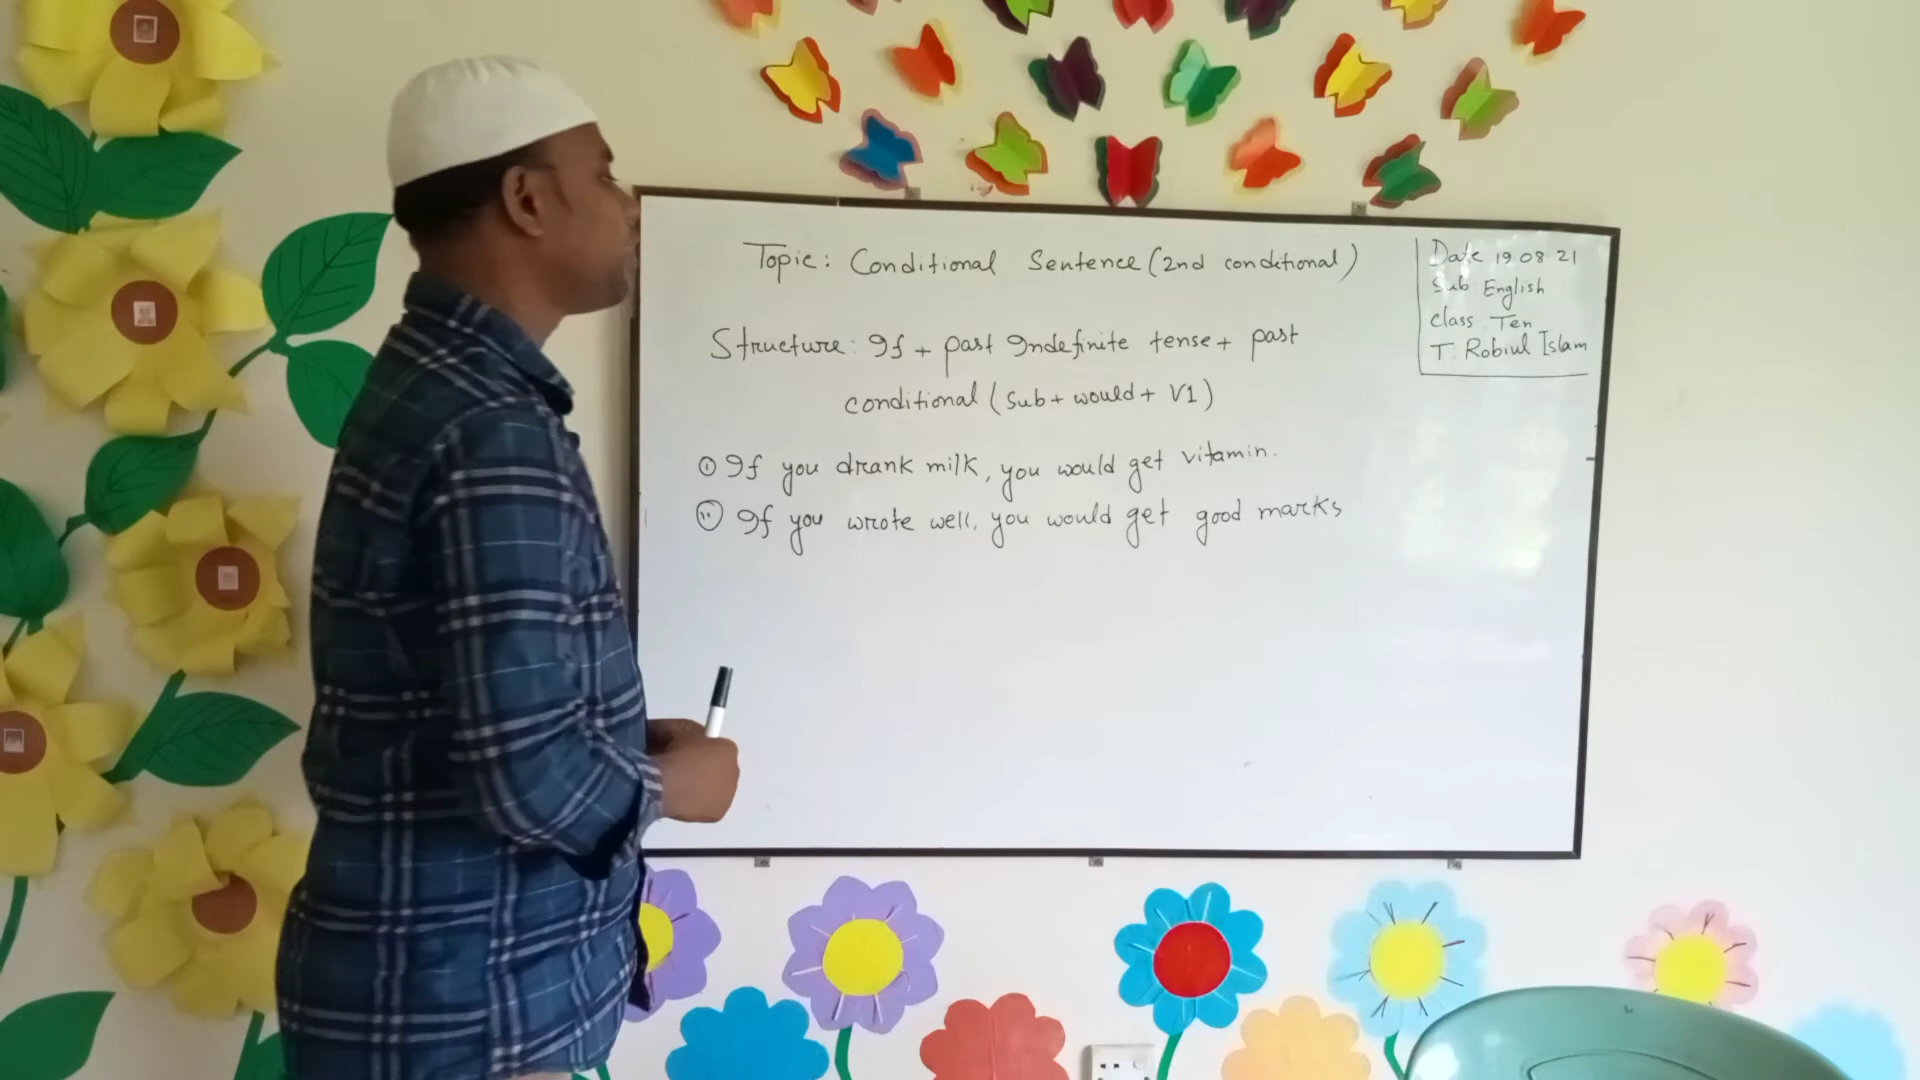 Topic: Conditional Sentence (2nd conditional)
Date 19 08 21
Sub English
class Ten
T. Robiul Islam
Structure: If + past Indefinite tense + past
conditional (sub + would + V1)
(i) If you drank milk, you would get vitamin.
(ii) If you wrote well, you would get good marks